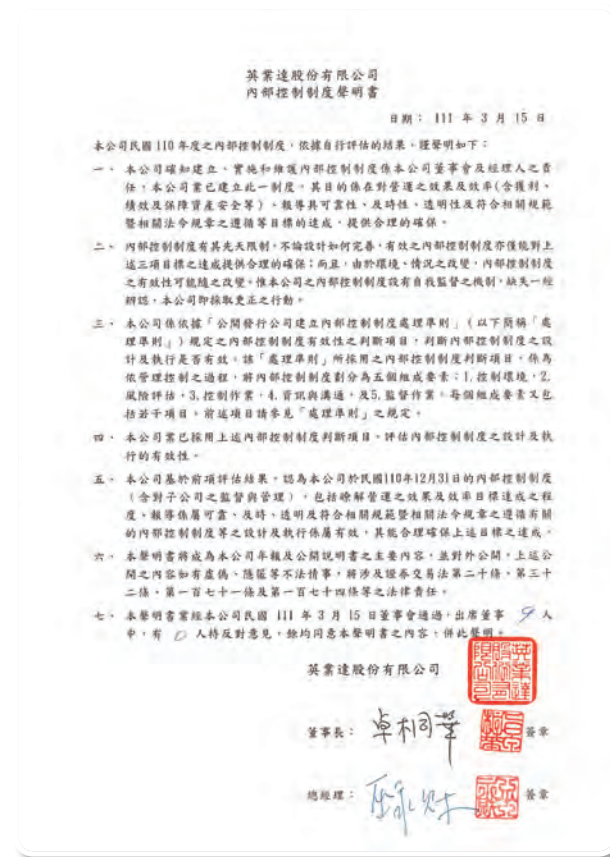 英業達股份有限公司
內部控制制度聲明書
日期： 111 年 3 月 15 日
本公司民國 110 年度之內部控制制度，依據自行評估的結果，謹聲明如下：
一、 本公司確知建立、實施和維護內部控制制度係本公司董事會及經理人之責
任，本公司業已建立此一制度。其目的係在對營運之效果及效率(含獲利、
績效及保障資產安全等)、報導具可靠性、及時性、透明性及符合相關規範
暨相關法令規章之遵循等目標的達成，提供合理的確保。
二、 內部控制制度有其先天限制，不論設計如何完善，有效之內部控制制度亦僅能對上
述三項目標之達成提供合理的確保；而且，由於環境、情況之改變，內部控制制度
之有效性可能隨之改變。惟本公司之內部控制制度設有自我監督之機制，缺失一經
辨認，本公司即採取更正之行動。
三、 本公司係依據「公開發行公司建立內部控制制度處理準則」(以下簡稱「處
理準則」)規定之內部控制制度有效性之判斷項目，判斷內部控制制度之設
計及執行是否有效。該「處理準則」所採用之內部控制制度判斷項目，係為
依管理控制之過程，將內部控制制度劃分為五個組成要素：1.控制環境，2.
風險評估，3.控制作業，4.資訊與溝通，及5.監督作業。每個組成要素又包
括若干項目。前述項目請參見「處理準則」之規定。
四、 本公司業已採用上述內部控制制度判斷項目，評估內部控制制度之設計及執
行的有效性。
五、 本公司基於前項評估結果，認為本公司於民國110年12月31日的內部控制制度
(含對子公司之監督與管理)，包括瞭解營運之效果及效率目標達成之程
度、報導係屬可靠、及時、透明及符合相關規範暨相關法令規章之遵循有關
的內部控制制度等之設計及執行係屬有效，其能合理確保上述目標之達成。
六、 本聲明書將成為本公司年報及公開說明書之主要內容，並對外公開。上述公
開之內容如有虛偽、隱匿等不法情事，將涉及證券交易法第二十條、第三十
二條、第一百七十一條及第一百七十四條等之法律責任。
七、 本聲明書業經本公司民國 111 年 3 月 15 日董事會通過，出席董事 9 人
中，有 0 人持反對意見，餘均同意本聲明書之內容，併此聲明。
英業達股份有限公司
英業達股份有限公司
董事長： 卓桐華 簽章
總經理： 簽章